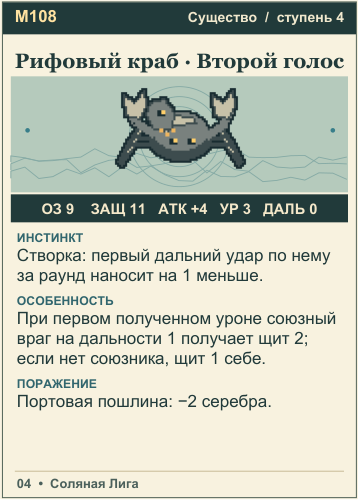 M108 Существо / ступень 4
Рифовый краб · Второй голос
ОЗ 9 ЗАЩ 11 АТК +4 УР 3 ДАЛЬ 0
ИНСТИНКТ
Створка: первый дальний удар по нему
за раунд наносит на 1 меньше.
ОСОБЕННОСТЬ
При первом полученном уроне союзный
враг на дальности 1 получает щит 2;
если нет союзника, щит 1 себе.
ПОРАЖЕНИЕ
Портовая пошлина: −2 серебра.
04 • Соляная Лига